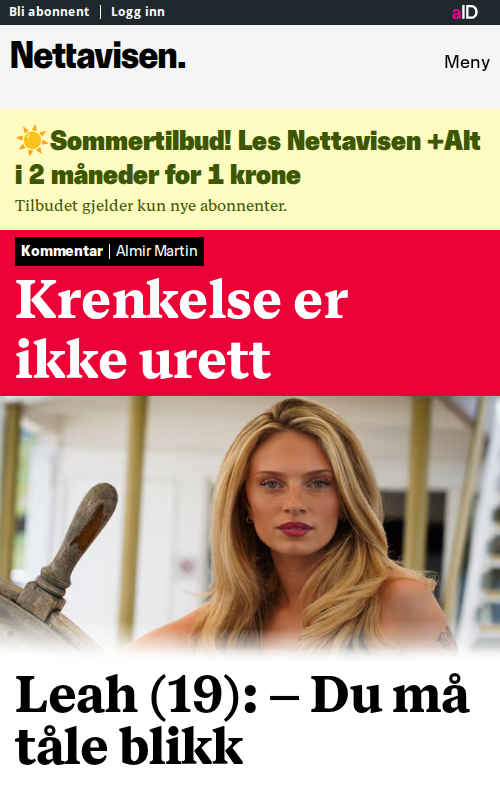 Bli abonnent | Logg inn
aID
Nettavisen.
Meny
☀️Sommertilbud! Les Nettavisen +Alt
i 2 måneder for 1 krone
Tilbudet gjelder kun nye abonnenter.
Kommentar | Almir Martin
Krenkelse er
ikke urett
Leah (19): – Du må
tåle blikk